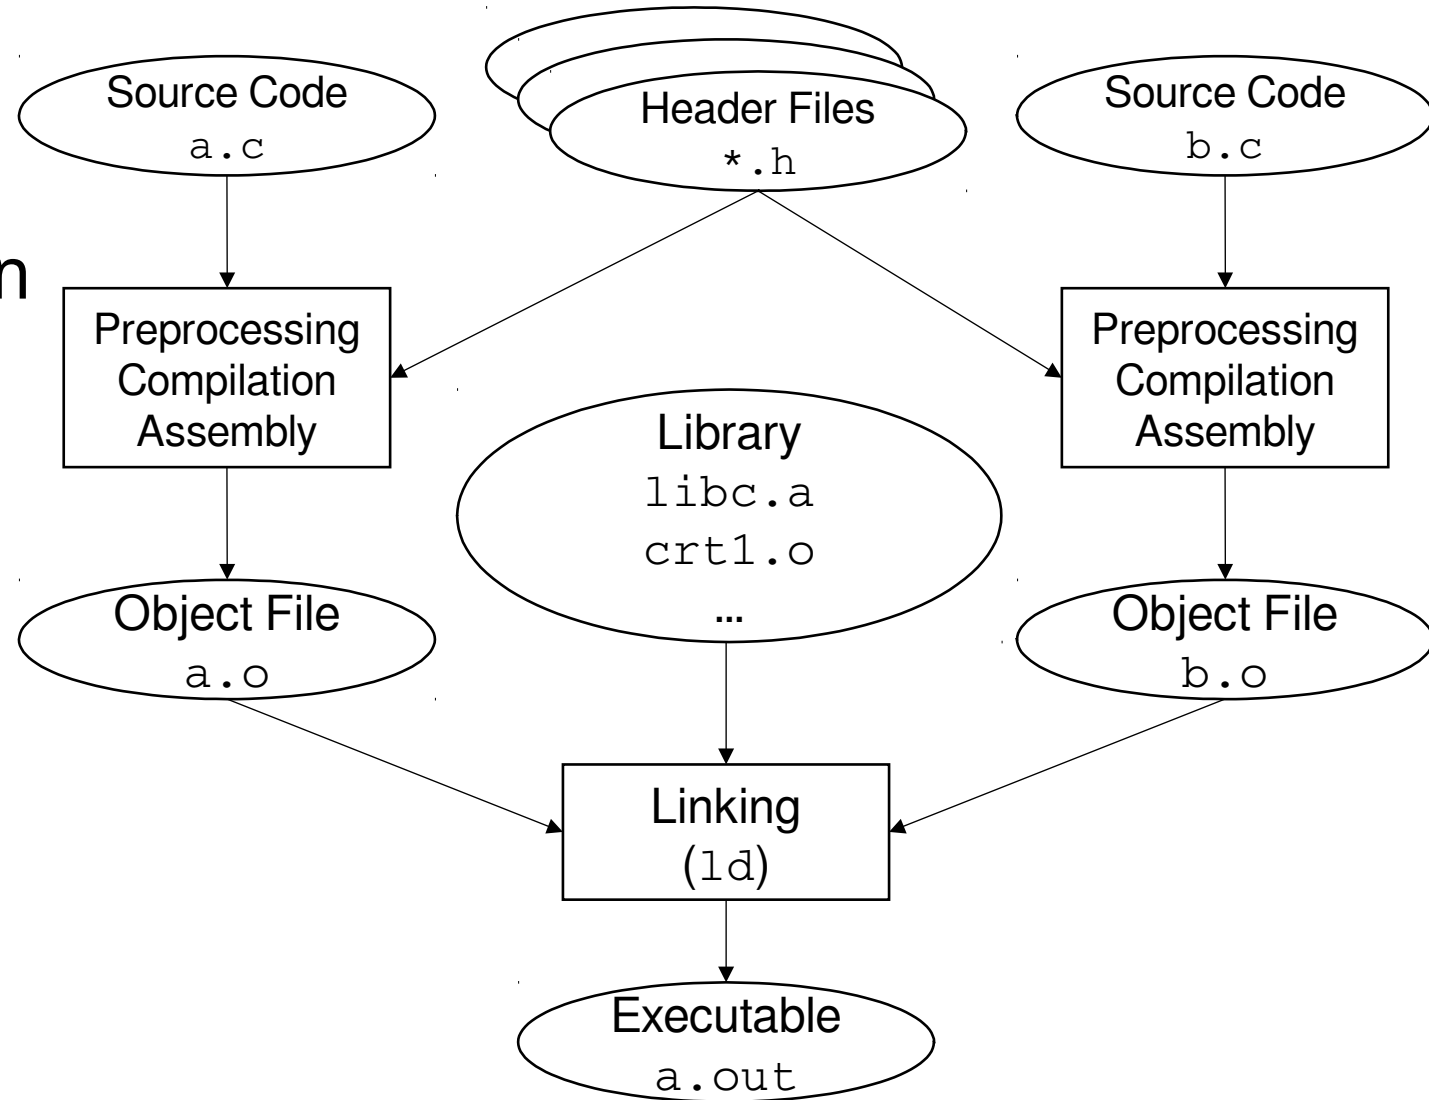 Source Code
a.c
Header Files
*.h
Source Code
b.c
n
Preprocessing
Compilation
Assembly
Preprocessing
Compilation
Assembly
Library
libc.a
crt1.o
...
Object File
a.o
Object File
b.o
Linking
(ld)
Executable
a.out